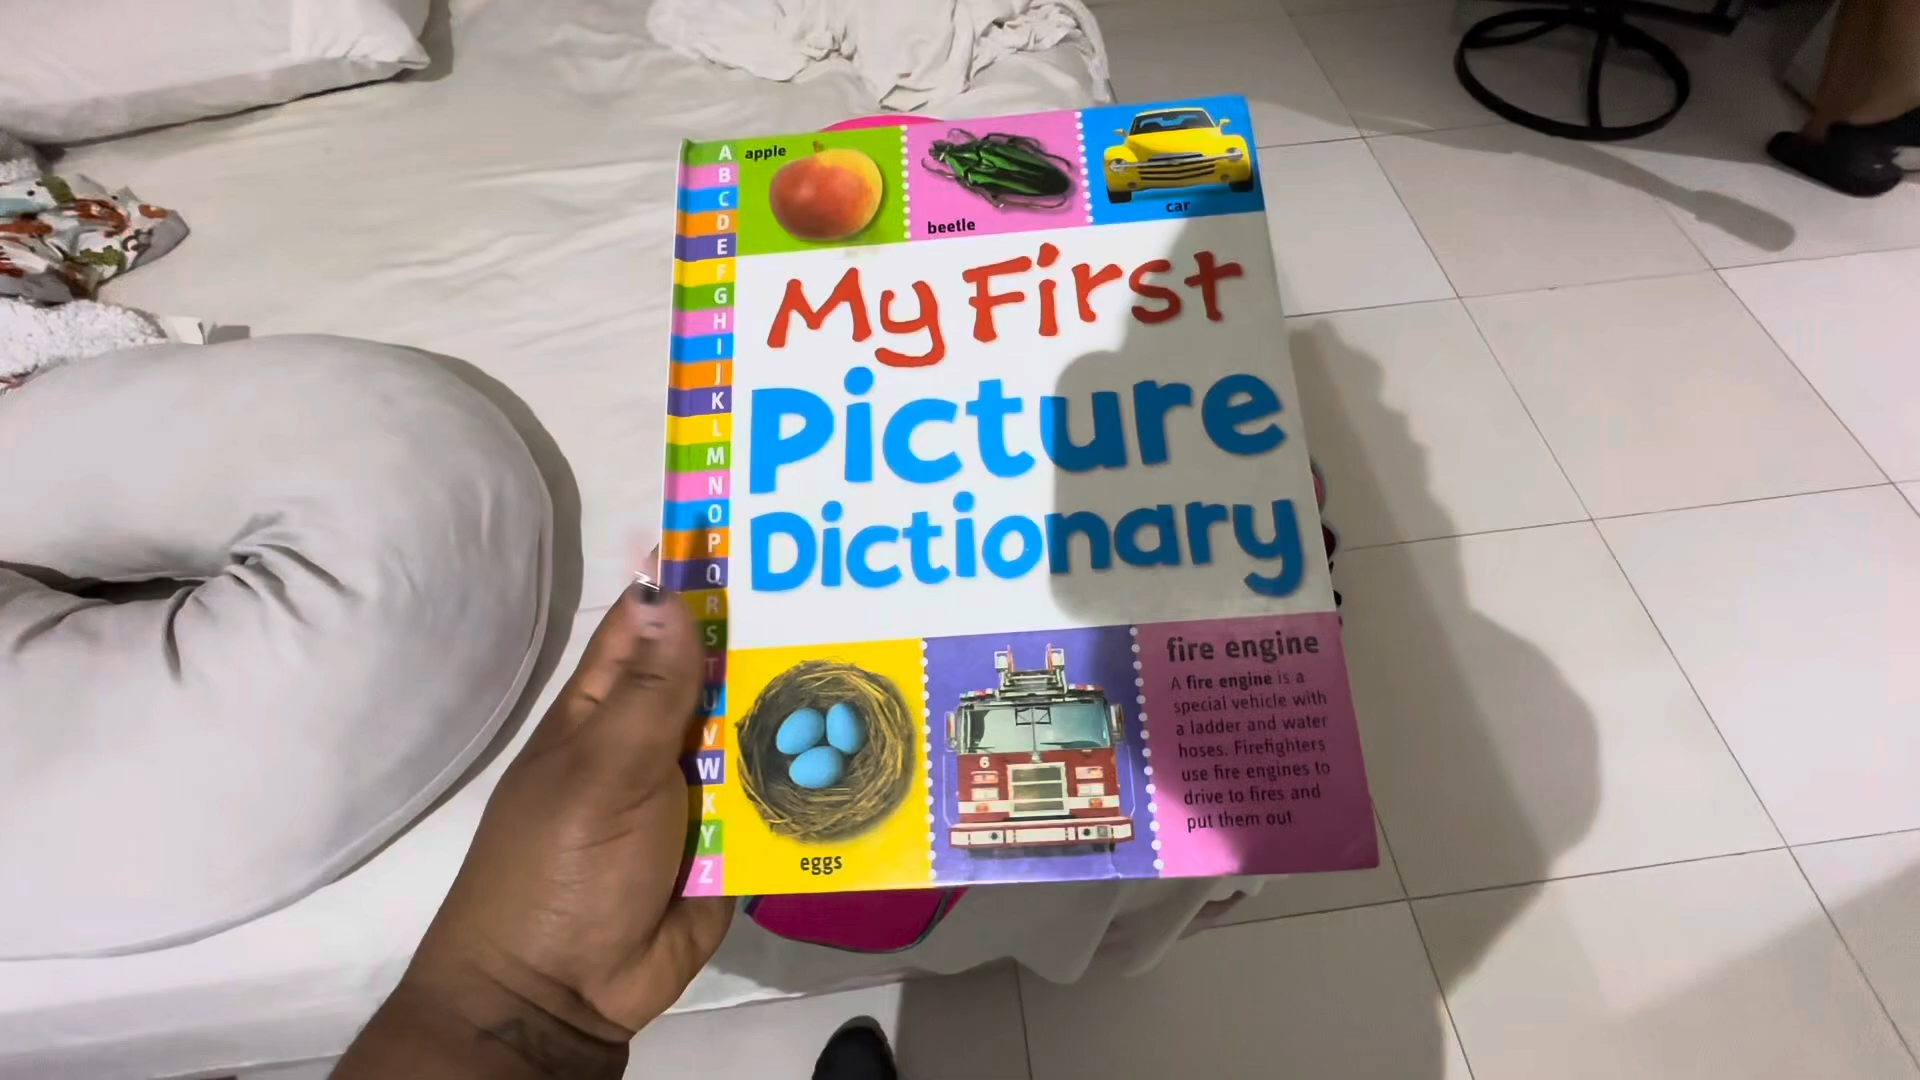 A
B
C
D
E
F
G
H
I
J
K
L
M
N
O
P
Q
R
S
T
U
V
W
X
Y
Z
apple
beetle
car
My First
Picture
Dictionary
eggs
6
fire engine
A fire engine is a
special vehicle with
a ladder and water
hoses. Firefighters
use fire engines to
drive to fires and
put them out